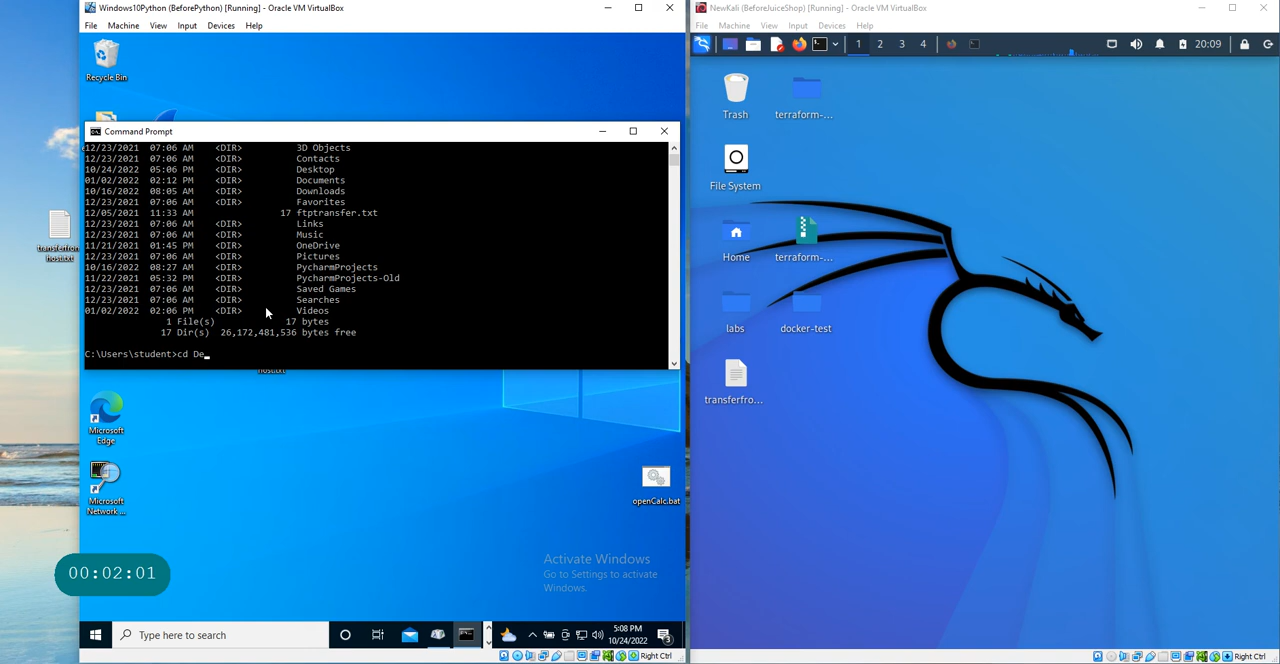 Windows10Python (BeforePython) [Running] - Oracle VM VirtualBox
File Machine View Input Devices Help
Recycle Bin
Command Prompt
12/23/2021 07:06 AM <DIR> 3D Objects
12/23/2021 07:06 AM <DIR> Contacts
10/24/2022 05:06 PM <DIR> Desktop
01/02/2022 02:12 PM <DIR> Documents
10/16/2022 08:05 AM <DIR> Downloads
12/23/2021 07:06 AM <DIR> Favorites
12/05/2021 11:33 AM 17 ftptransfer.txt
12/23/2021 07:06 AM <DIR> Links
12/23/2021 07:06 AM <DIR> Music
11/21/2021 01:45 PM <DIR> OneDrive
12/23/2021 07:06 AM <DIR> Pictures
10/16/2022 08:27 AM <DIR> PycharmProjects
11/22/2021 05:32 PM <DIR> PycharmProjects-Old
12/23/2021 07:06 AM <DIR> Saved Games
12/23/2021 07:06 AM <DIR> Searches
01/02/2022 02:06 PM <DIR> Videos
1 File(s) 17 bytes
17 Dir(s) 26,172,481,536 bytes free
C:\Users\student>cd De_
transferfrom
host.txt
host.txt
Microsoft
Edge
Microsoft
Network ...
openCalc.bat
Activate Windows
Go to Settings to activate
Windows.
00:02:01
Type here to search
5:08 PM
10/24/2022
3
Right Ctrl
NewKali (BeforeJuiceShop) [Running] - Oracle VM VirtualBox
File Machine View Input Devices Help
1 2 3 4 20:09
Trash
terraform-...
File System
Home
terraform-...
labs
docker-test
transferfro...
Right Ctrl